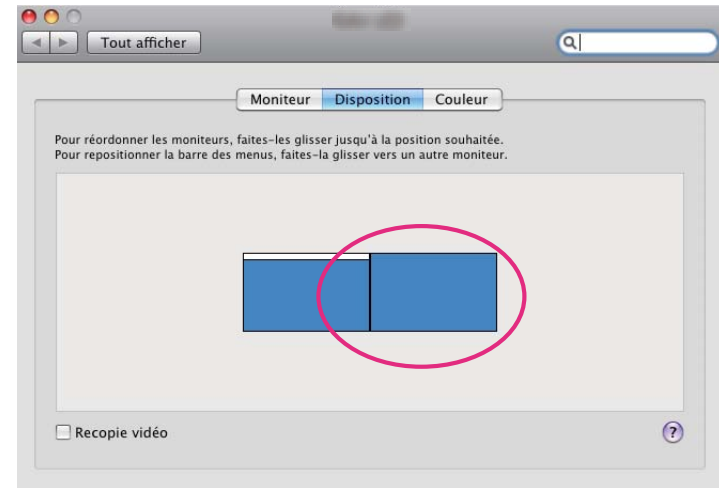 Tout afficher
Moniteur Disposition Couleur
Pour réordonner les moniteurs, faites-les glisser jusqu'à la position souhaitée.
Pour repositionner la barre des menus, faites-la glisser vers un autre moniteur.
Recopie vidéo
?